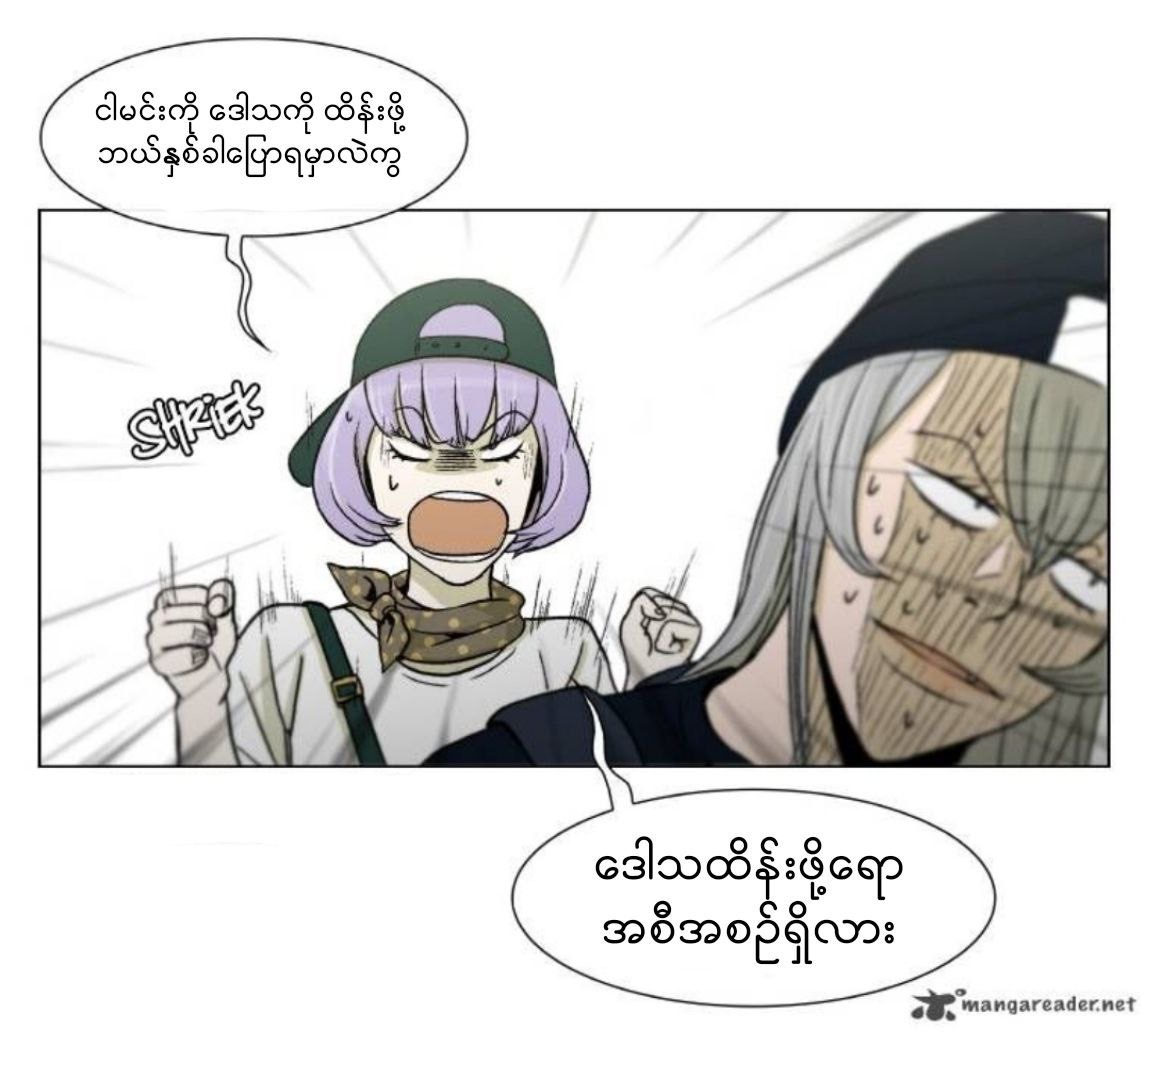 ငါမင်းကို ဒေါသကို ထိန်းဖို့
ဘယ်နှစ်ခါပြောရမှာလဲကွ
SHRIEK
ဒေါသထိန်းဖို့ရော
အစီအစဉ်ရှိလား
mangareader.net